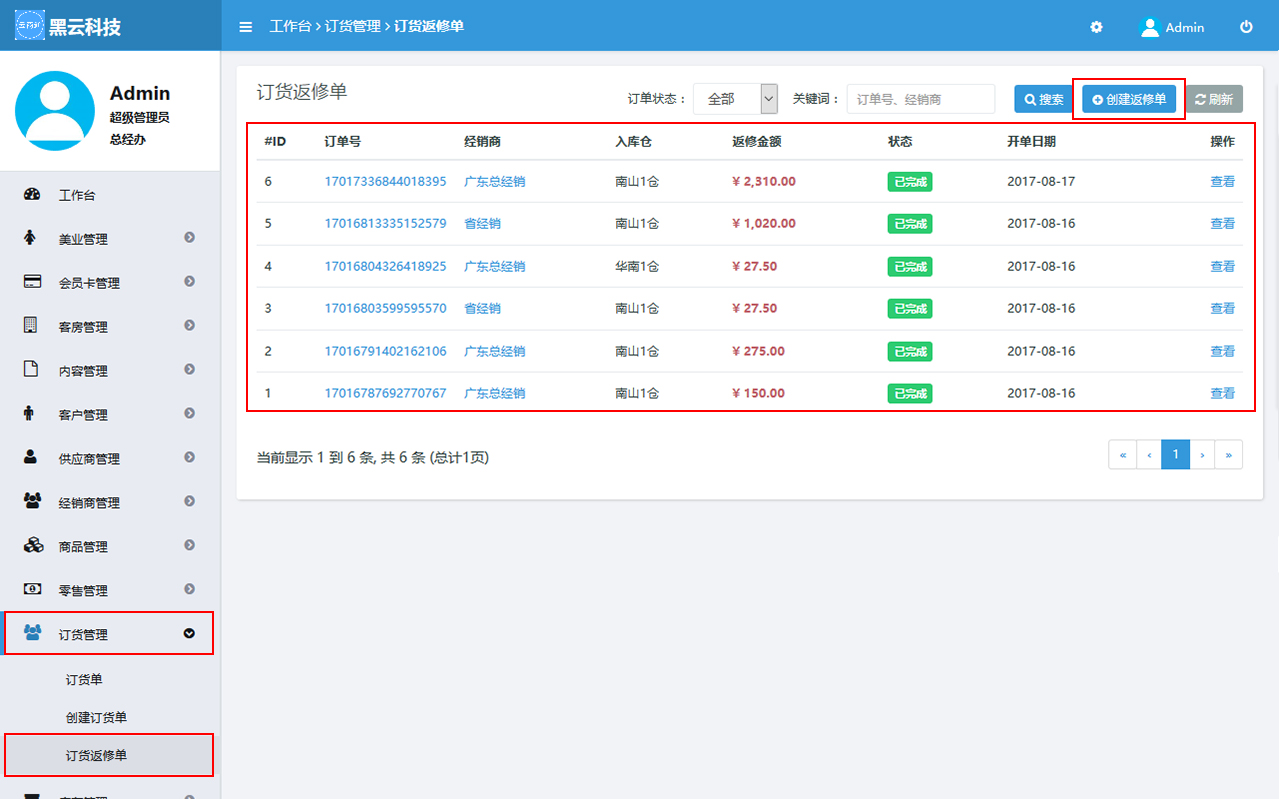 黑云科技
工作台 › 订货管理 › 订货返修单
Admin
Admin
超级管理员
总经办
工作台
美业管理
会员卡管理
客房管理
内容管理
客户管理
供应商管理
经销商管理
商品管理
零售管理
订货管理
订货单
创建订货单
订货返修单
订货返修单
订单状态： 全部 关键词： 订单号、经销商 搜索 创建返修单 刷新
#ID 订单号 经销商 入库仓 返修金额 状态 开单日期 操作
6 17017336844018395 广东总经销 南山1仓 ¥ 2,310.00 已完成 2017-08-17 查看
5 17016813335152579 省经销 南山1仓 ¥ 1,020.00 已完成 2017-08-16 查看
4 17016804326418925 广东总经销 华南1仓 ¥ 27.50 已完成 2017-08-16 查看
3 17016803599595570 省经销 南山1仓 ¥ 27.50 已完成 2017-08-16 查看
2 17016791402162106 广东总经销 南山1仓 ¥ 275.00 已完成 2017-08-16 查看
1 17016787692770767 广东总经销 南山1仓 ¥ 150.00 已完成 2017-08-16 查看
当前显示 1 到 6 条, 共 6 条 (总计1页)
« ‹ 1 › »